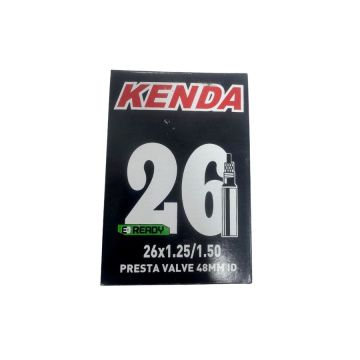 KENDA
26
E READY
26x1.25/1.50
PRESTA VALVE 48MM ID